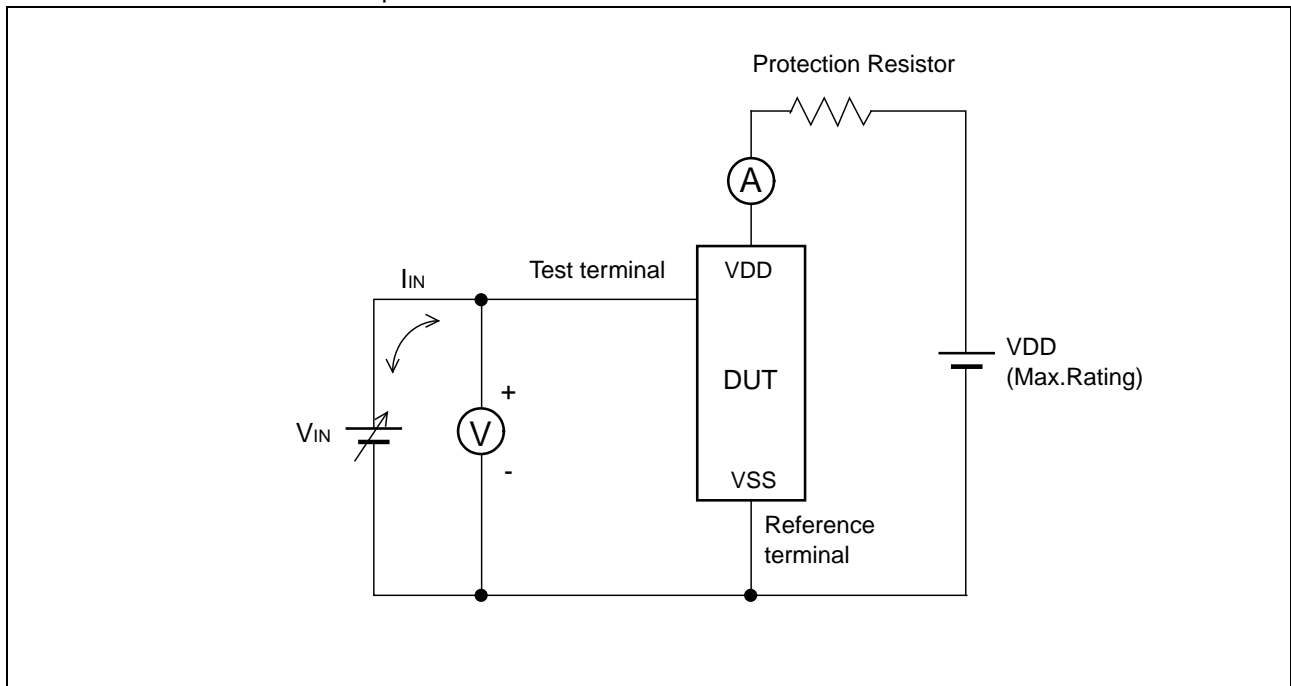 Protection Resistor
A
Test terminal
VDD
IIN
VDD
(Max.Rating)
DUT
+
VIN
V
-
VSS
Reference
terminal